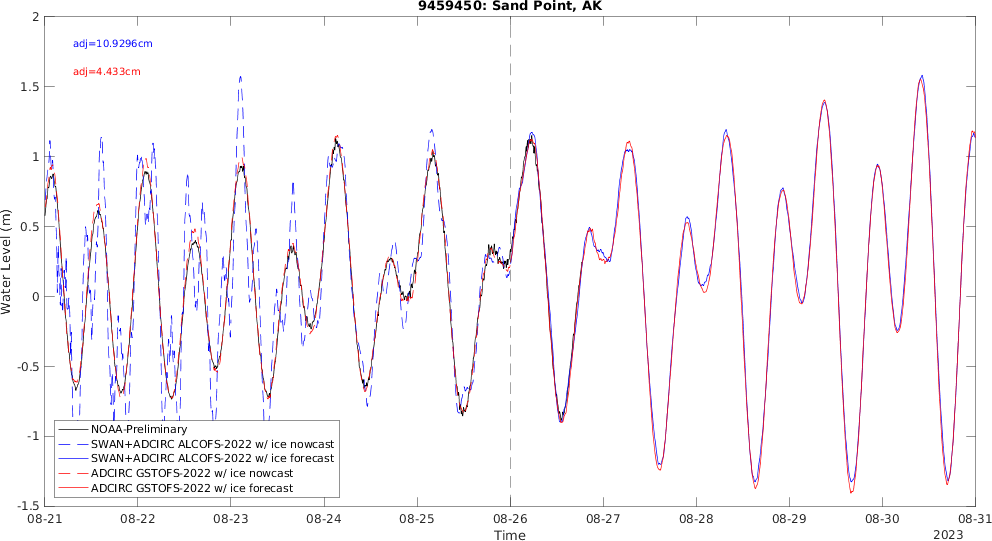 9459450: Sand Point, AK
adj=10.9296cm
adj=4.433cm
Water Level (m)
2
1.5
1
0.5
0
-0.5
-1
-1.5
NOAA-Preliminary
SWAN+ADCIRC ALCOFS-2022 w/ ice nowcast
SWAN+ADCIRC ALCOFS-2022 w/ ice forecast
ADCIRC GSTOFS-2022 w/ ice nowcast
ADCIRC GSTOFS-2022 w/ ice forecast
08-21 08-22 08-23 08-24 08-25 08-26 08-27 08-28 08-29 08-30 08-31
Time
2023